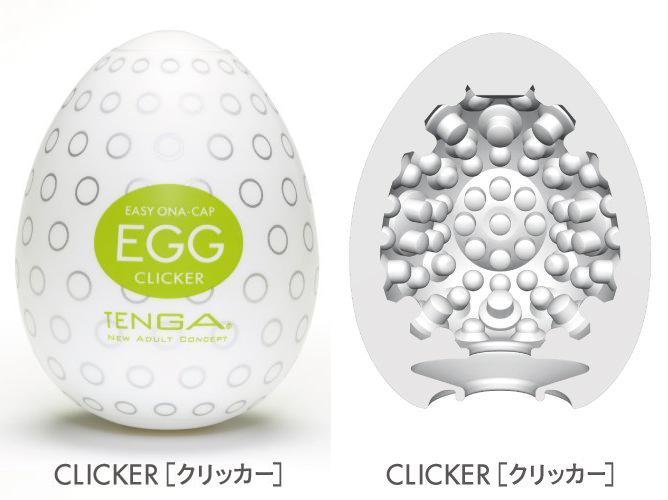 EASY ONA-CAP
EGG
CLICKER
TENGA®
NEW ADULT CONCEPT
CLICKER［クリッカー］
CLICKER［クリッカー］